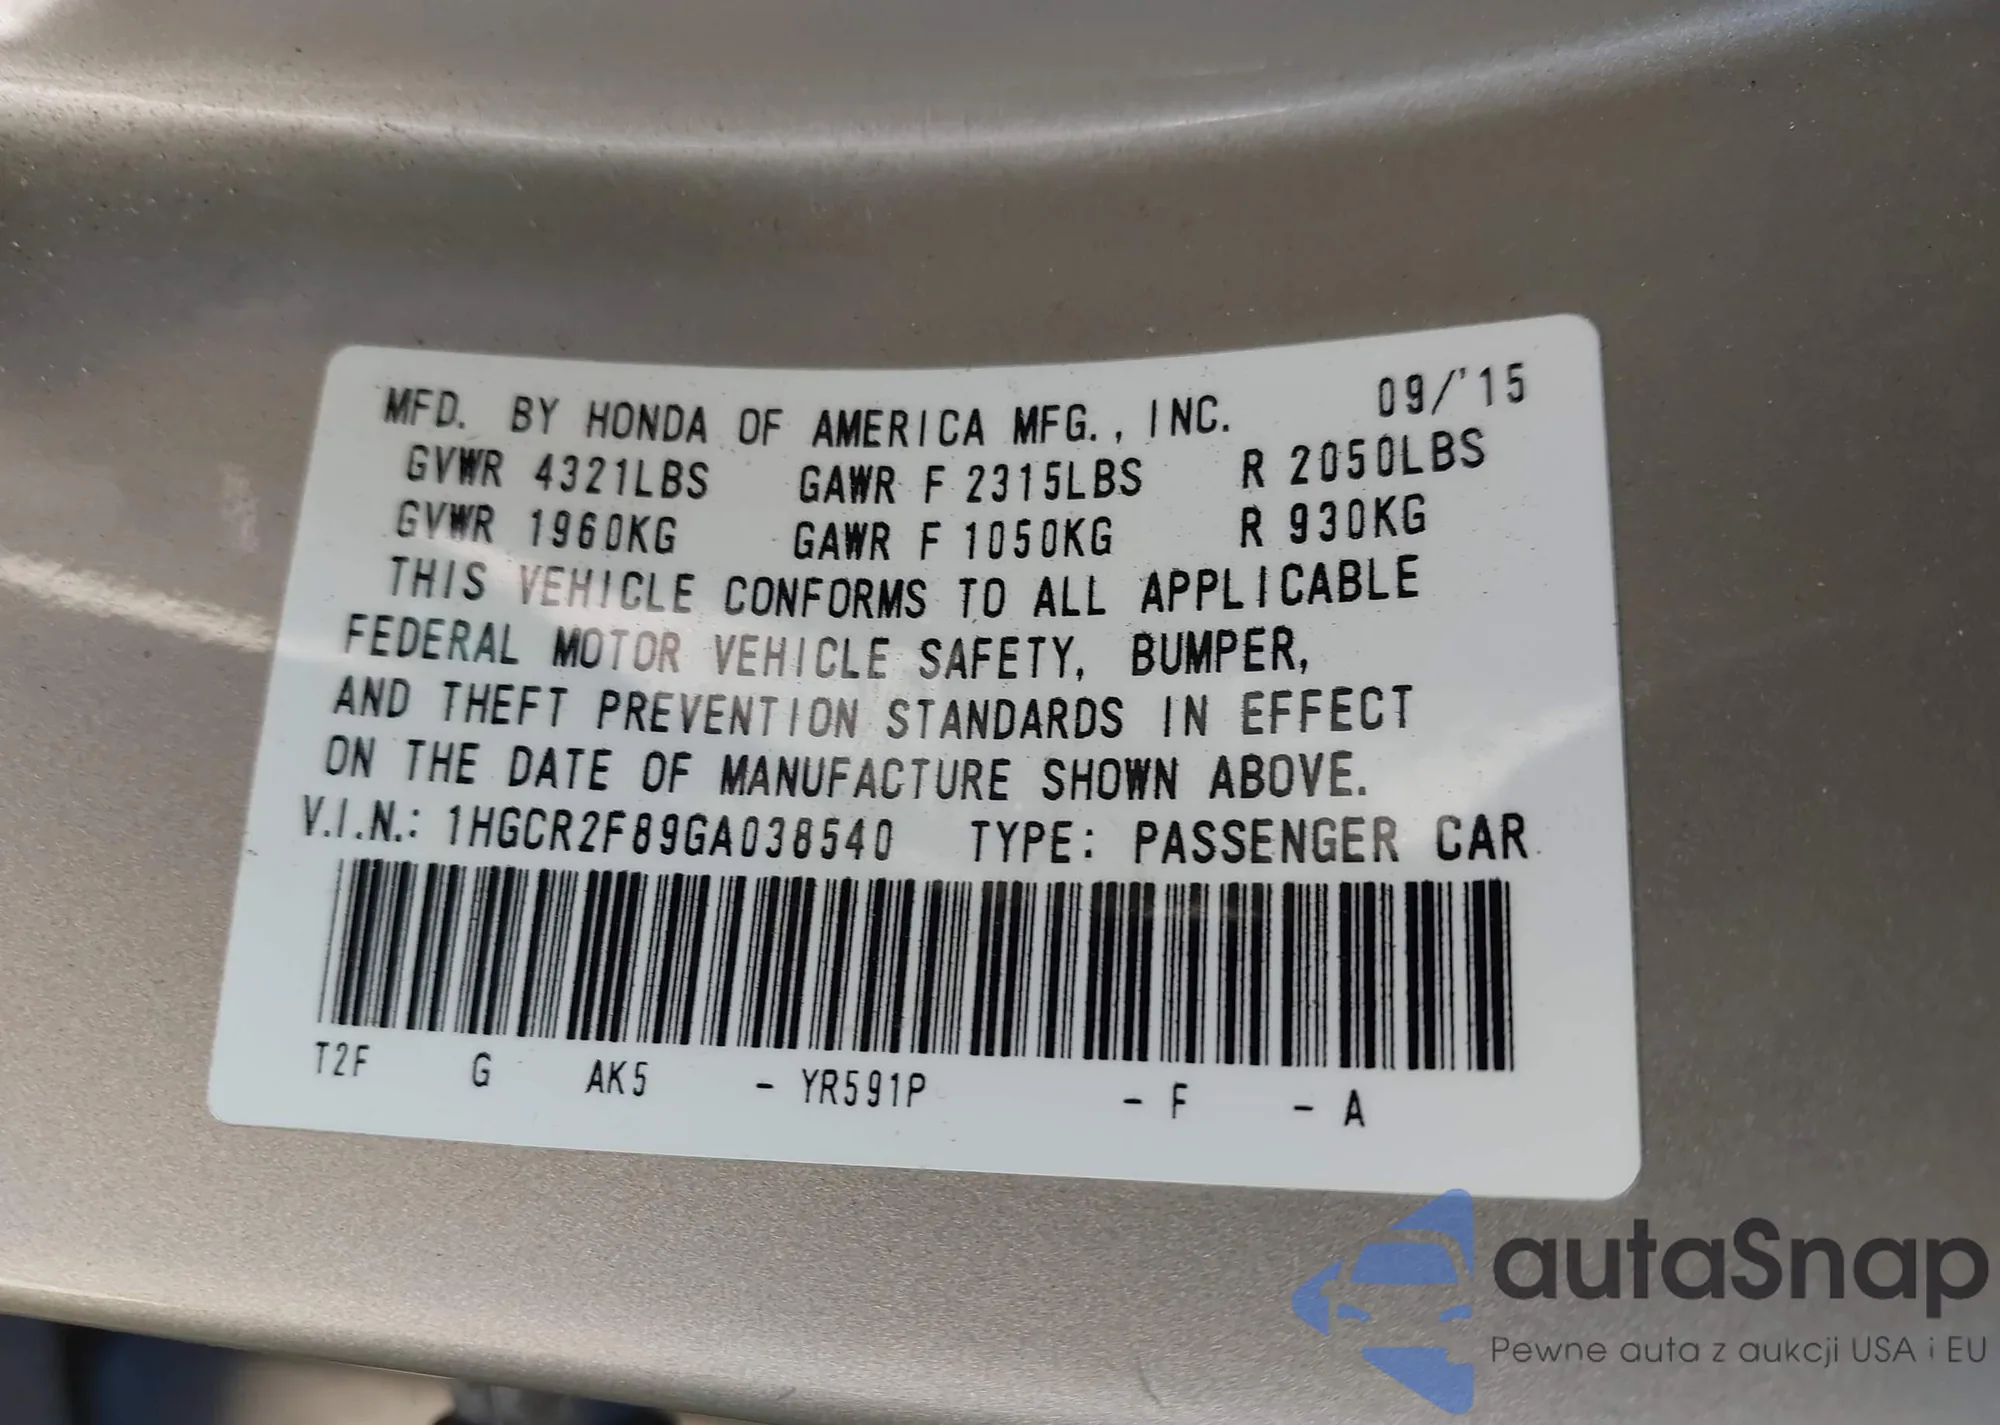 MFD. BY HONDA OF AMERICA MFG., INC. 09/'15
GVWR 4321LBS GAWR F 2315LBS R 2050LBS
GVWR 1960KG GAWR F 1050KG R 930KG
THIS VEHICLE CONFORMS TO ALL APPLICABLE
FEDERAL MOTOR VEHICLE SAFETY, BUMPER,
AND THEFT PREVENTION STANDARDS IN EFFECT
ON THE DATE OF MANUFACTURE SHOWN ABOVE.
V.I.N.: 1HGCR2F89GA038540 TYPE: PASSENGER CAR
T2F G AK5 - YR591P - F - A
autaSnap
Pewne auta z aukcji USA i EU